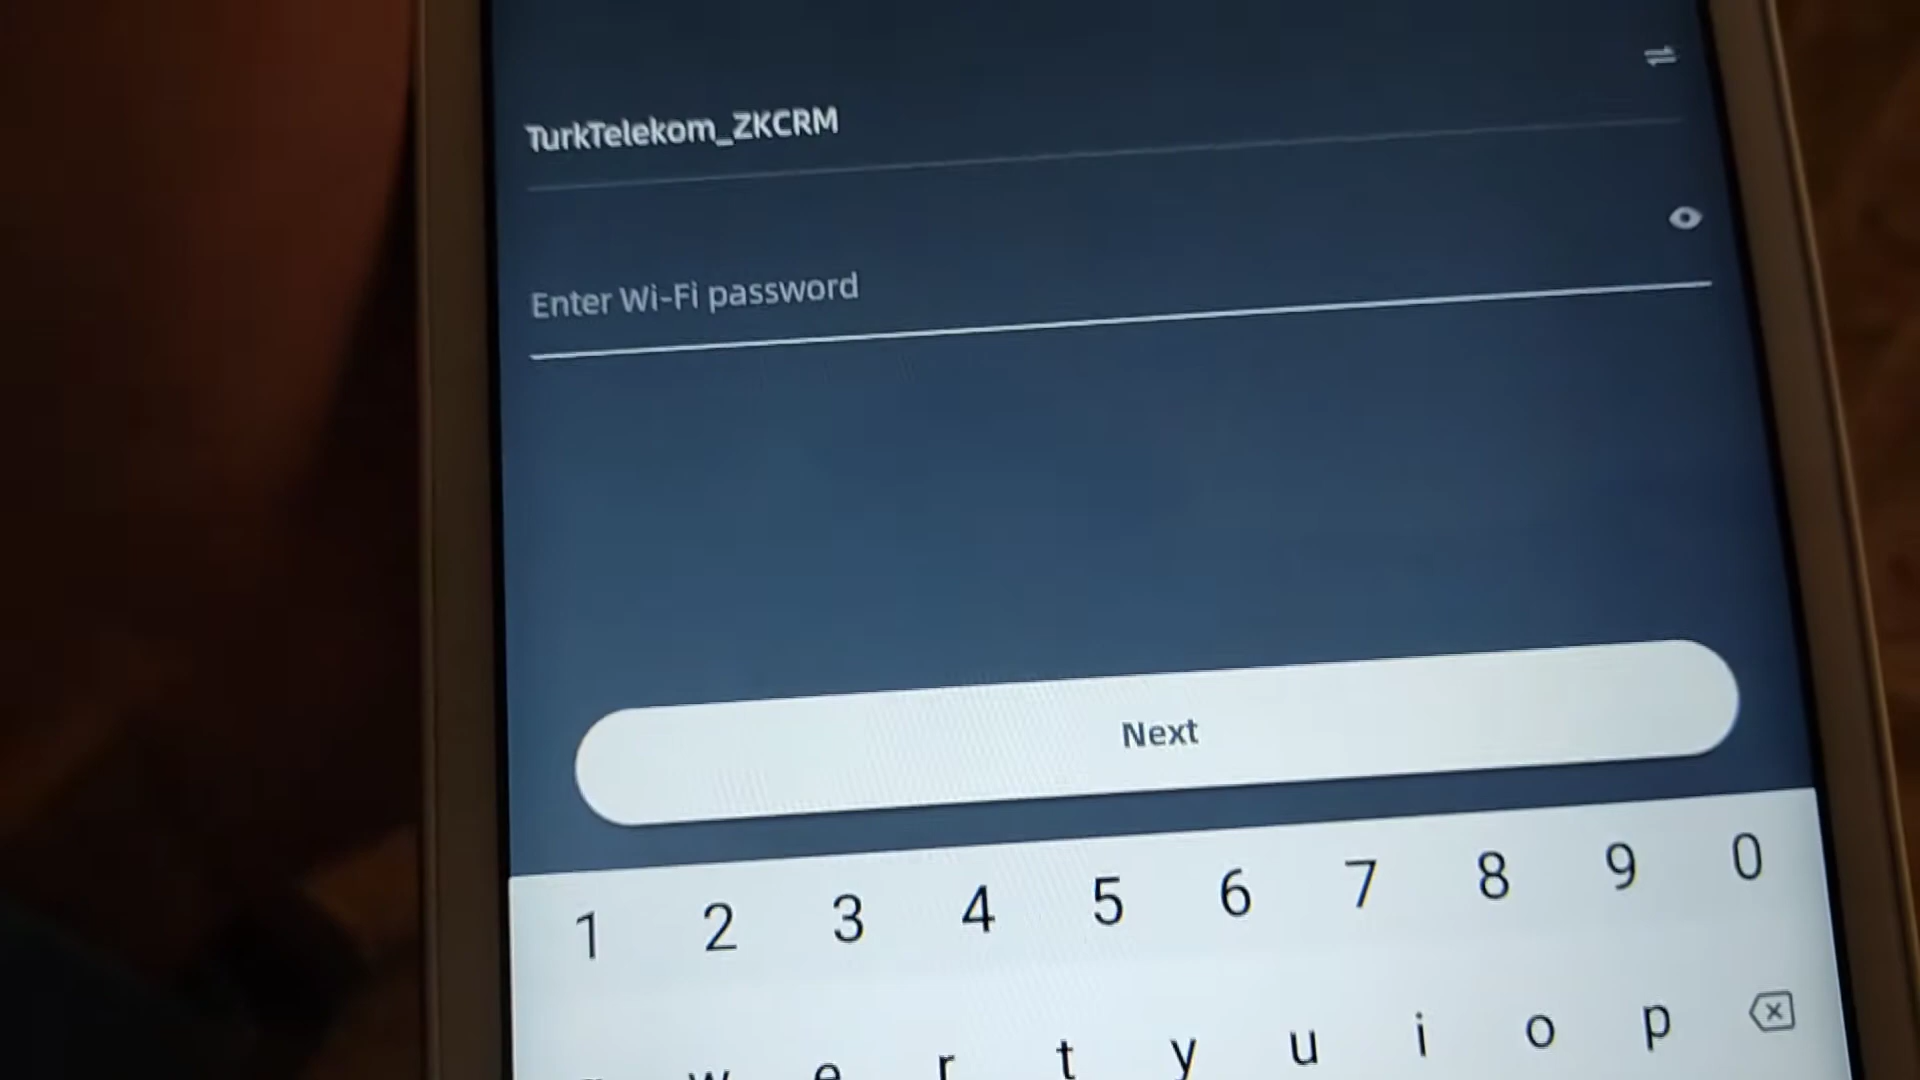 TurkTelekom_ZKCRM
Enter Wi-Fi password
Next
1 2 3 4 5 6 7 8 9 0
w e r t y u i o p